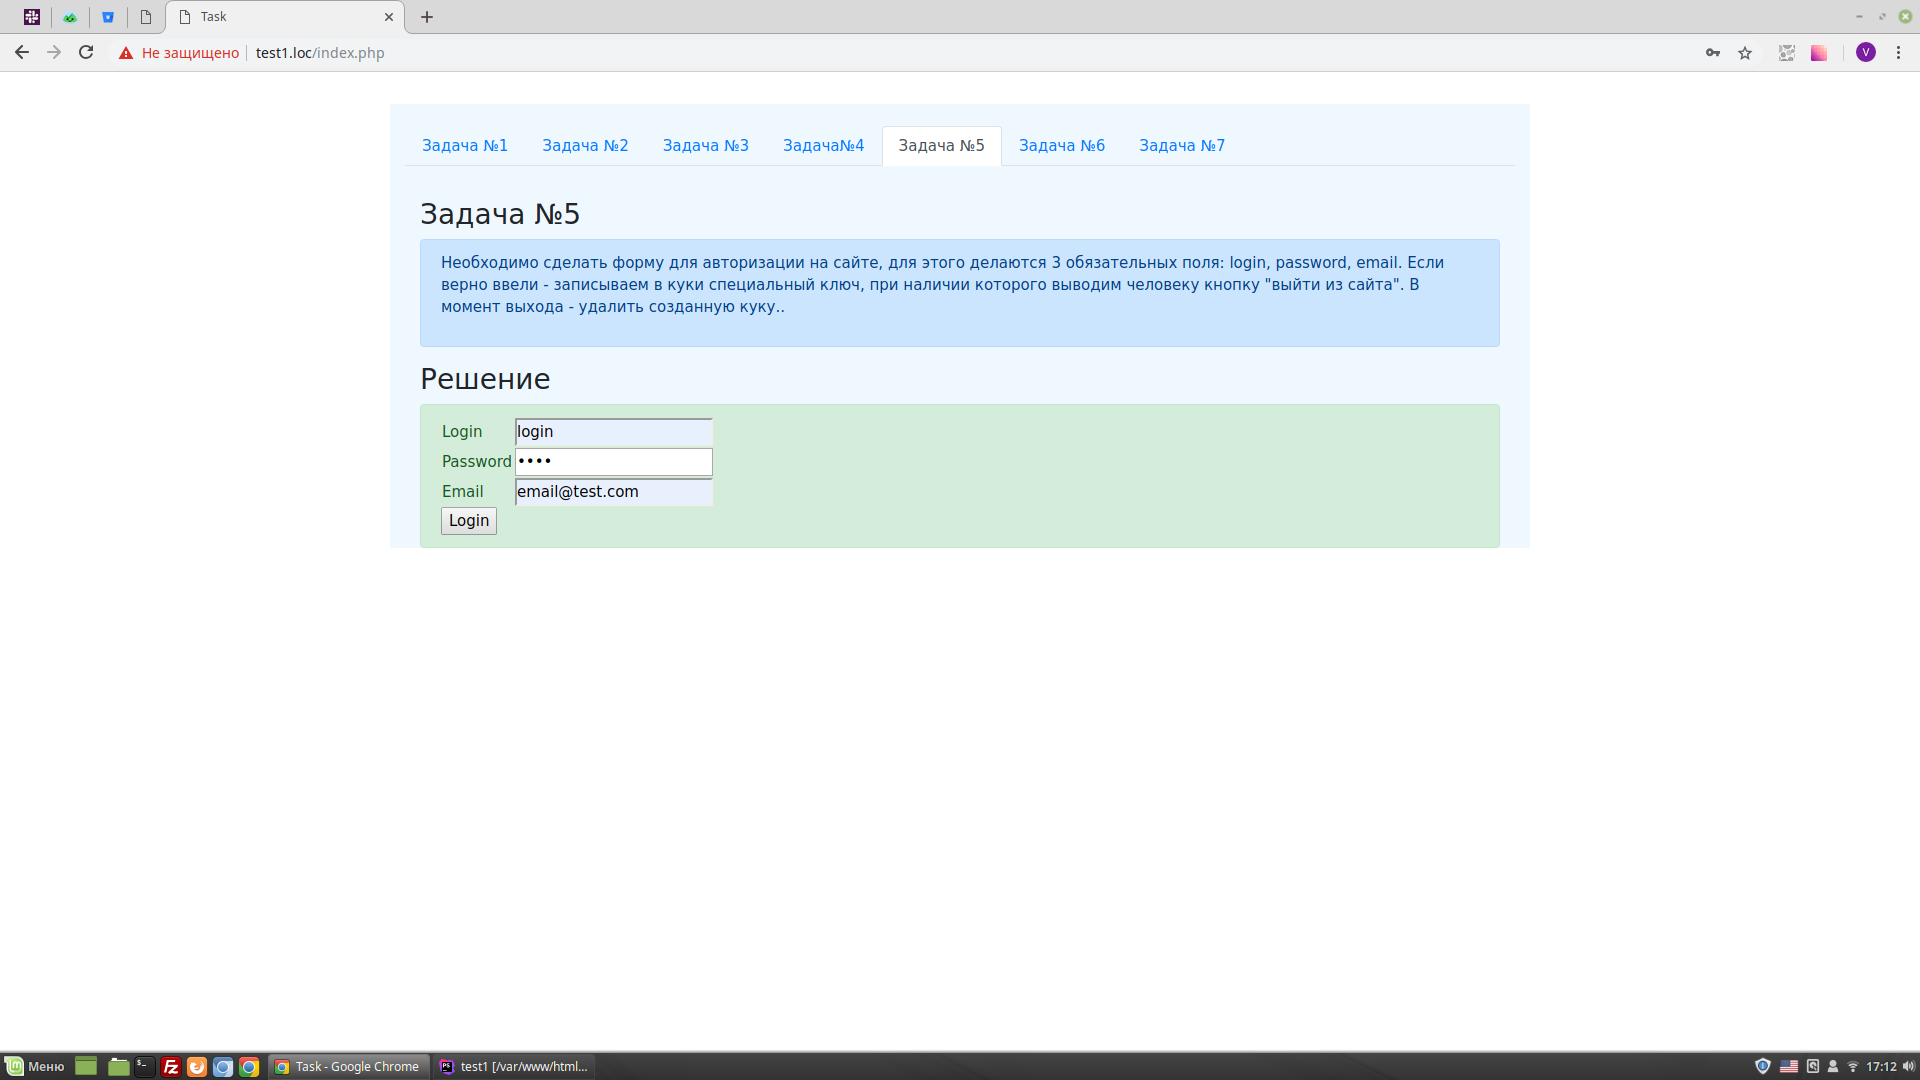 Task
Не защищено
test1.loc/index.php
V
Задача №1 Задача №2 Задача №3 Задача№4 Задача №5 Задача №6 Задача №7
Задача №5
Необходимо сделать форму для авторизации на сайте, для этого делаются 3 обязательных поля: login, password, email. Если
верно ввели - записываем в куки специальный ключ, при наличии которого выводим человеку кнопку "выйти из сайта". В
момент выхода - удалить созданную куку..
Решение
Login login
Password ••••
Email email@test.com
Login
Меню Task - Google Chrome test1 [/var/www/html... 17:12